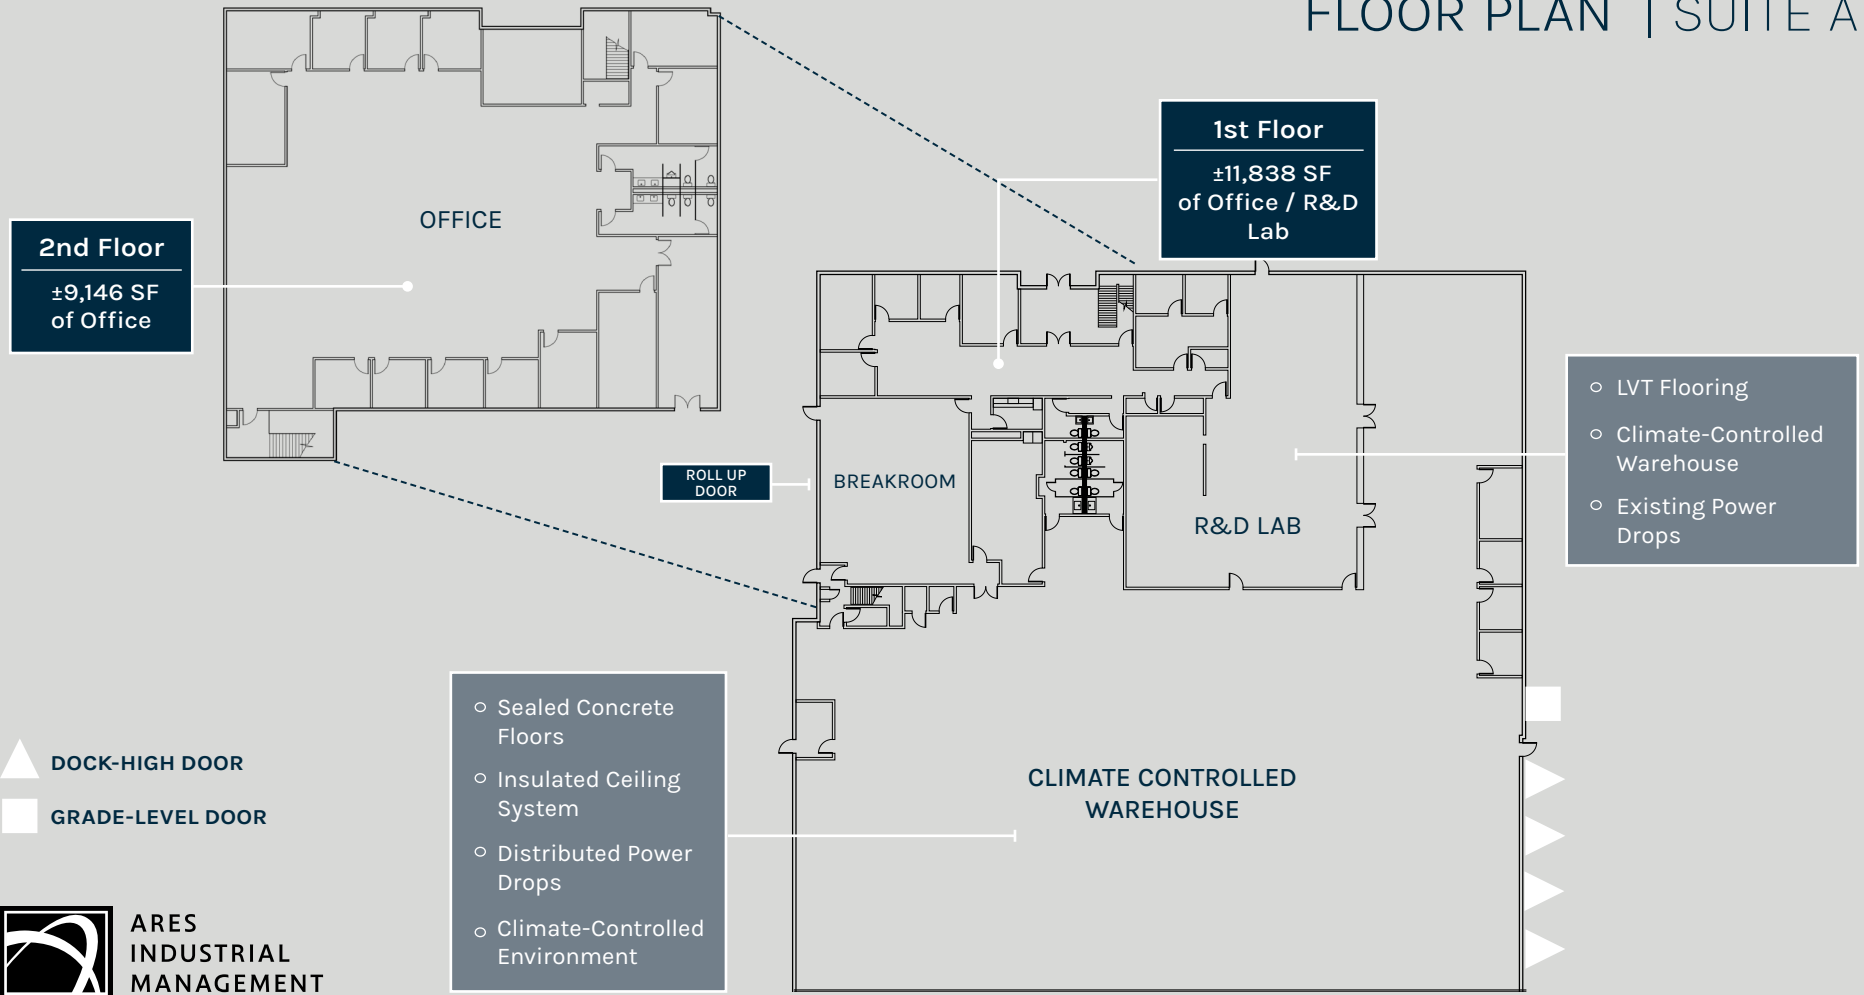 FLOOR PLAN | SUITE A
1st Floor
±11,838 SF
of Office / R&D
Lab
OFFICE
2nd Floor
±9,146 SF
of Office
LVT Flooring
Climate-Controlled
Warehouse
Existing Power
Drops
ROLL UP
DOOR
BREAKROOM
R&D LAB
Sealed Concrete
Floors
Insulated Ceiling
System
Distributed Power
Drops
Climate-Controlled
Environment
CLIMATE CONTROLLED
WAREHOUSE
DOCK-HIGH DOOR
GRADE-LEVEL DOOR
ARES
INDUSTRIAL
MANAGEMENT